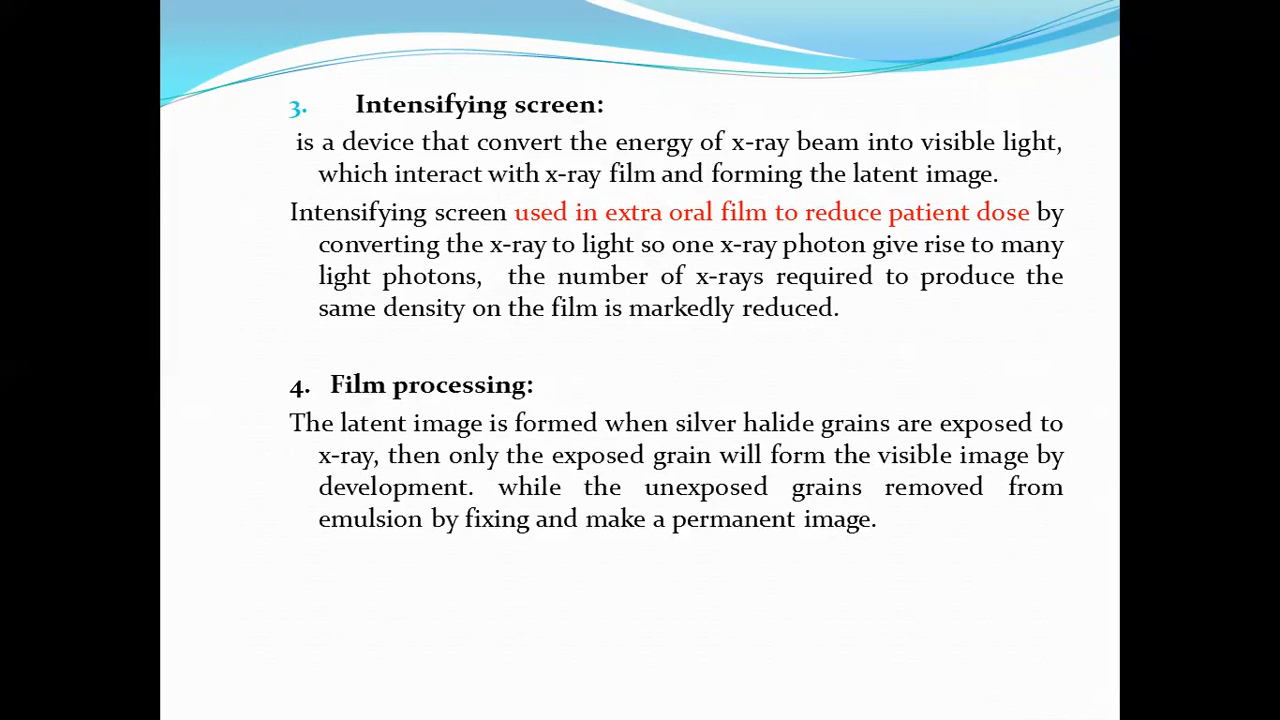 3. Intensifying screen:
is a device that convert the energy of x-ray beam into visible light,
which interact with x-ray film and forming the latent image.
Intensifying screen used in extra oral film to reduce patient dose by
converting the x-ray to light so one x-ray photon give rise to many
light photons, the number of x-rays required to produce the
same density on the film is markedly reduced.
4. Film processing:
The latent image is formed when silver halide grains are exposed to
x-ray, then only the exposed grain will form the visible image by
development. while the unexposed grains removed from
emulsion by fixing and make a permanent image.